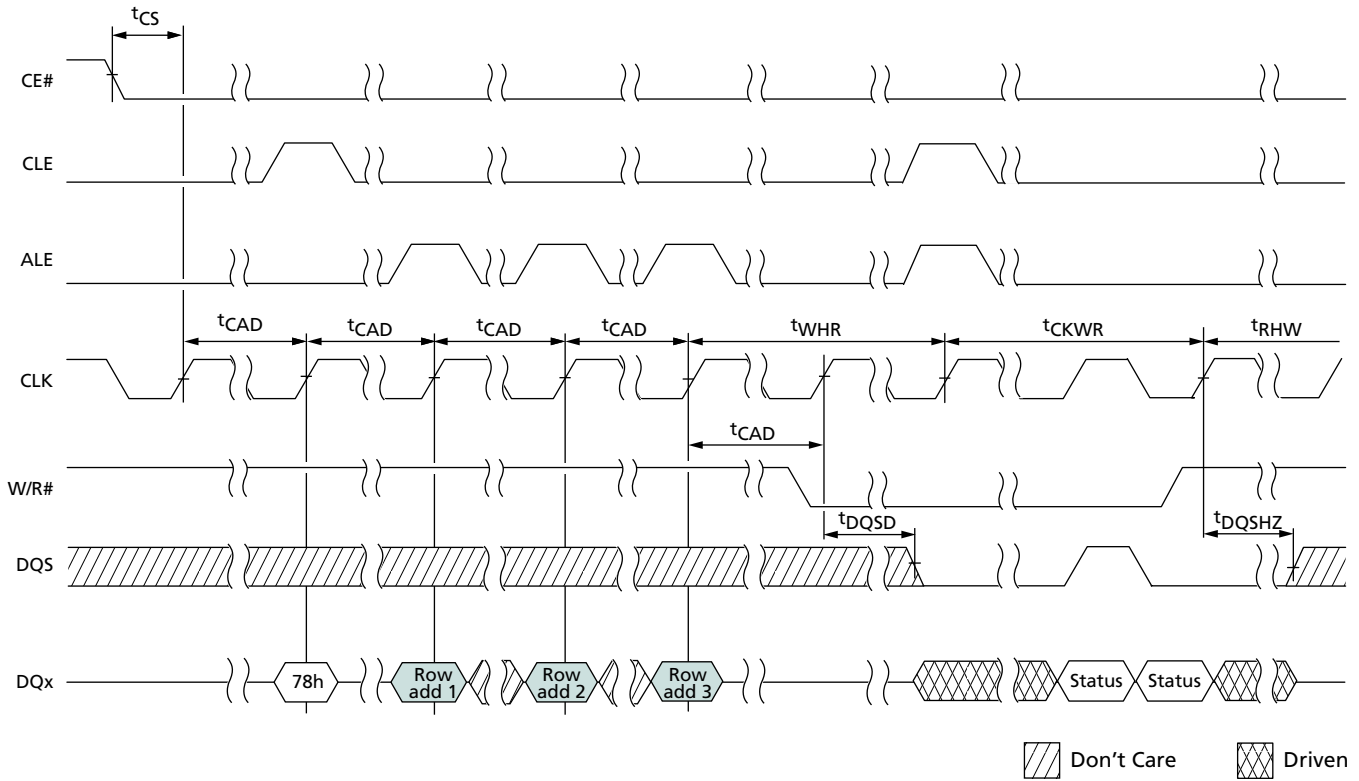 tCS
CE#
CLE
ALE
tCAD tCAD tCAD tCAD tWHR tCKWR tRHW
CLK
tCAD
W/R#
tDQSD tDQSHZ
DQS
DQx 78h Row add 1 Row add 2 Row add 3 Status Status
Don't Care Driven